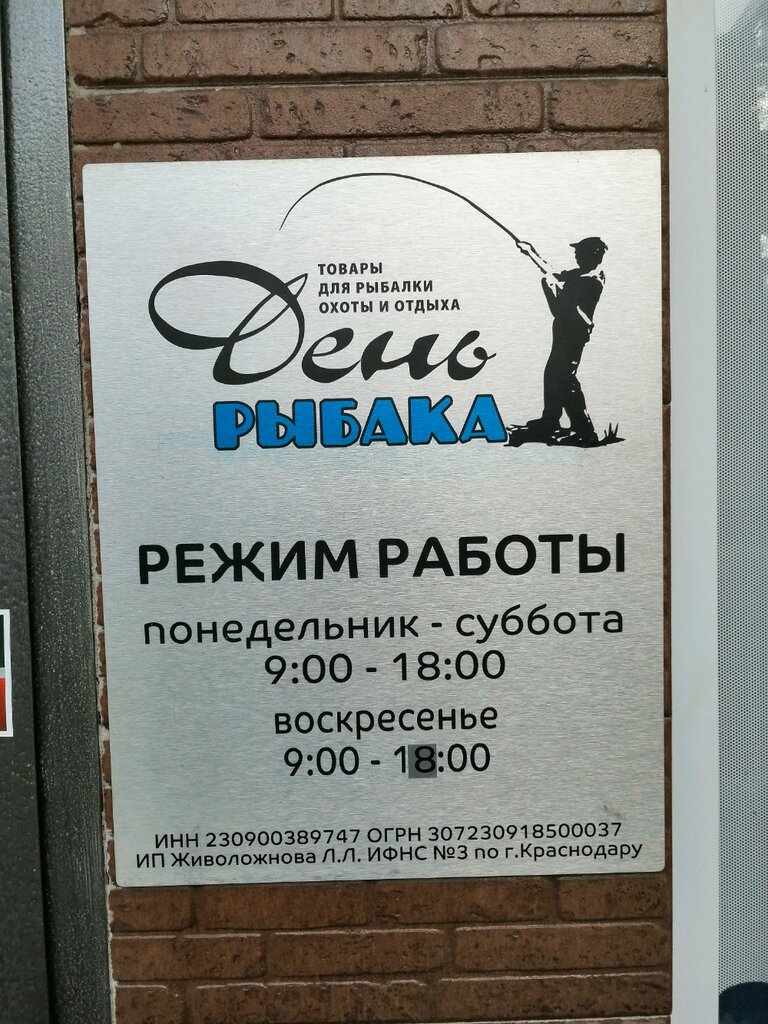 ТОВАРЫ
ДЛЯ РЫБАЛКИ
ОХОТЫ И ОТДЫХА
День
РЫБАКА
РЕЖИМ РАБОТЫ
понедельник - суббота
9:00 - 18:00
воскресенье
9:00 - 18:00
ИНН 230900389747 ОГРН 307230918500037
ИП Живоложнова Л.Л. ИФНС №3 по г.Краснодару